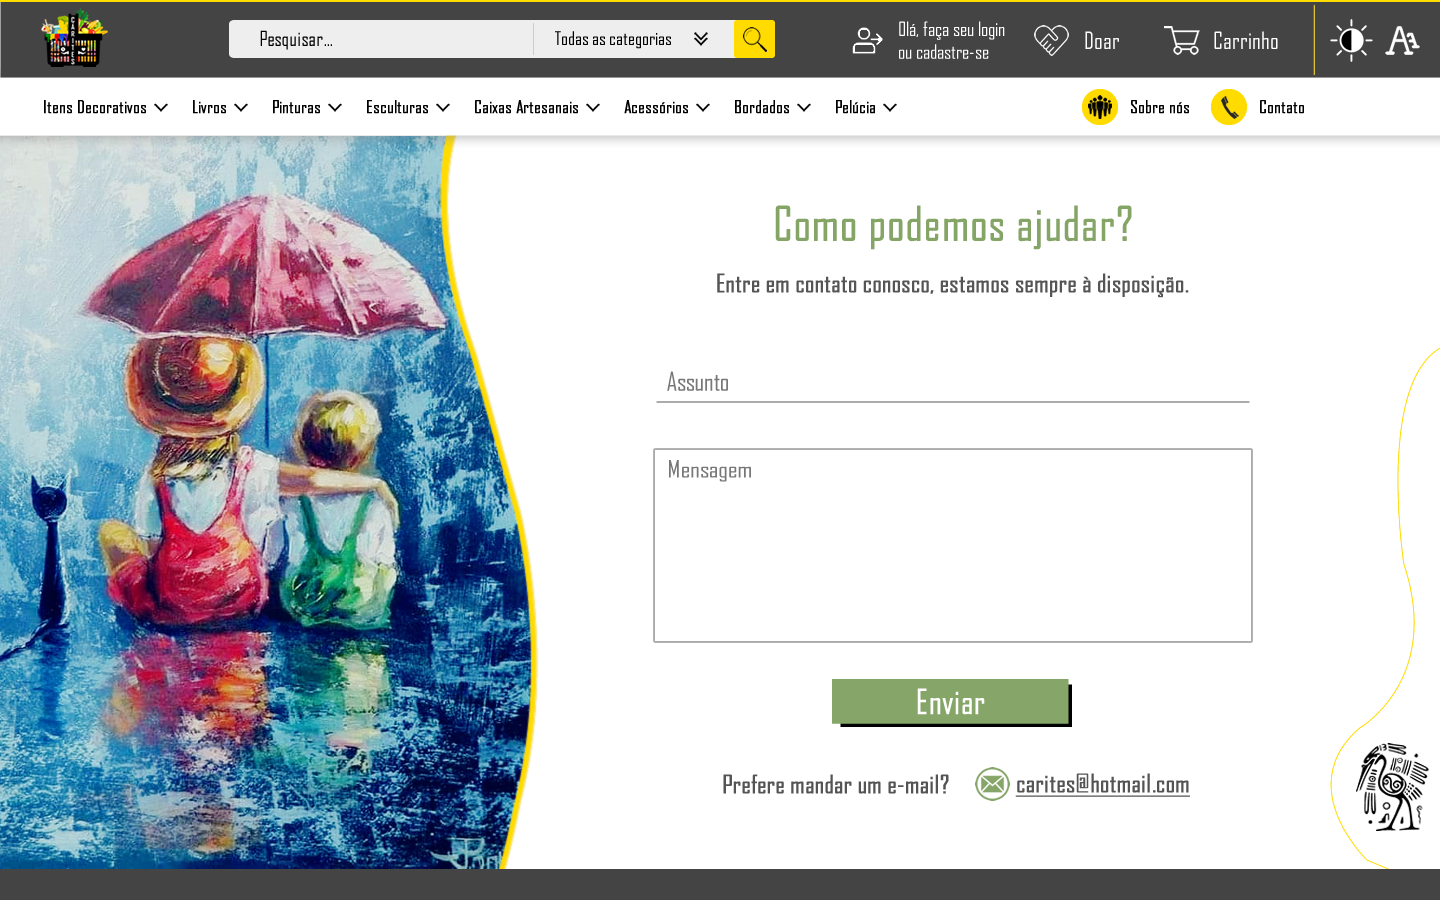 CARITES
Pesquisar...
Todas as categorias
Olá, faça seu login
ou cadastre-se
Doar
Carrinho
Itens Decorativos
Livros
Pinturas
Esculturas
Caixas Artesanais
Acessórios
Bordados
Pelúcia
Sobre nós
Contato
Como podemos ajudar?
Entre em contato conosco, estamos sempre à disposição.
Assunto
Mensagem
Enviar
Prefere mandar um e-mail?
carites@hotmail.com